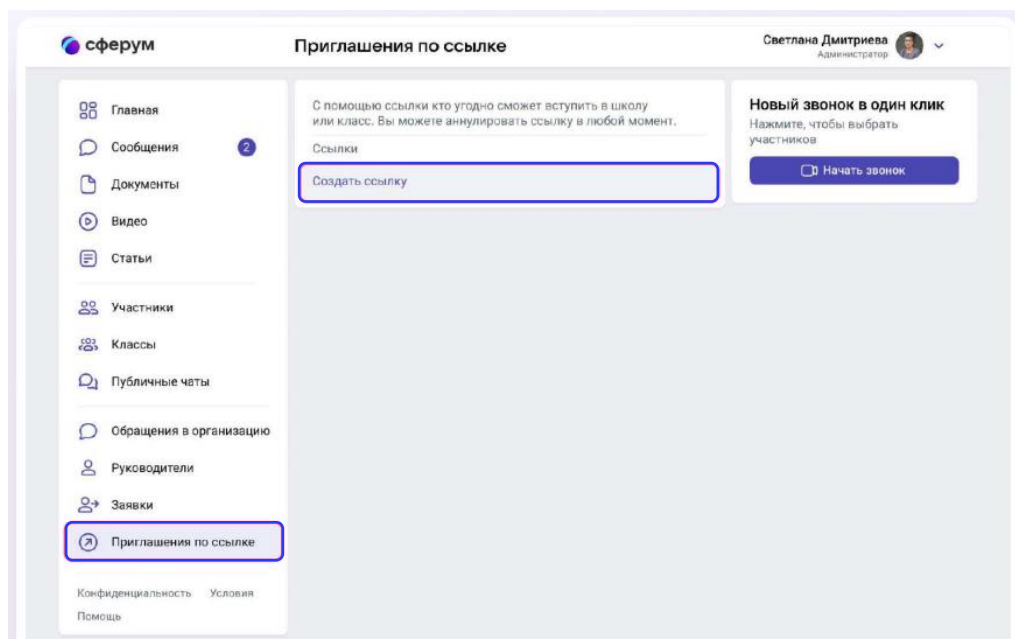 сферум
Приглашения по ссылке
Светлана Дмитриева
Администратор
Главная
Сообщения 2
Документы
Видео
Статьи
Участники
Классы
Публичные чаты
Обращения в организацию
Руководители
Заявки
Приглашения по ссылке
Конфиденциальность Условия
Помощь
С помощью ссылки кто угодно сможет вступить в школу
или класс. Вы можете аннулировать ссылку в любой момент.
Ссылки
Создать ссылку
Новый звонок в один клик
Нажмите, чтобы выбрать
участников
Начать звонок